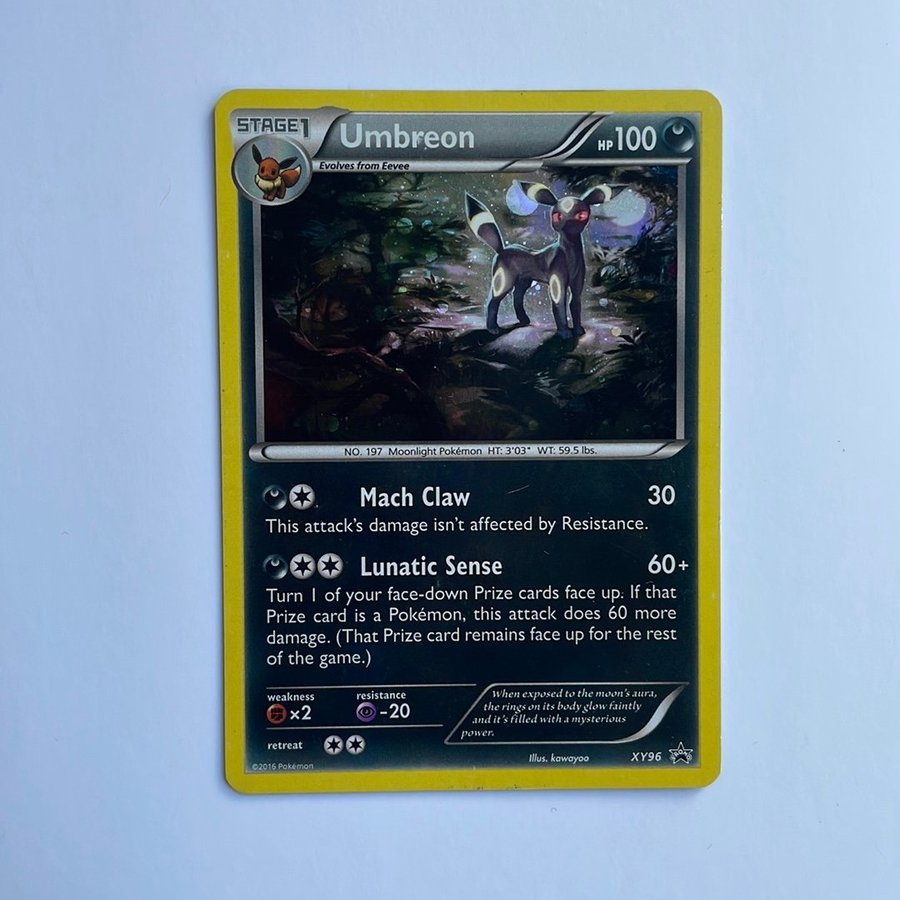 STAGE1 Umbreon HP100
Evolves from Eevee
NO. 197 Moonlight Pokémon HT: 3'03" WT: 59.5 lbs.
Mach Claw 30
This attack's damage isn't affected by Resistance.
Lunatic Sense 60+
Turn 1 of your face-down Prize cards face up. If that
Prize card is a Pokémon, this attack does 60 more
damage. (That Prize card remains face up for the rest
of the game.)
weakness resistance
×2 -20
retreat
When exposed to the moon's aura,
the rings on its body glow faintly
and it's filled with a mysterious
power.
©2016 Pokémon Illus. kawayoo XY96